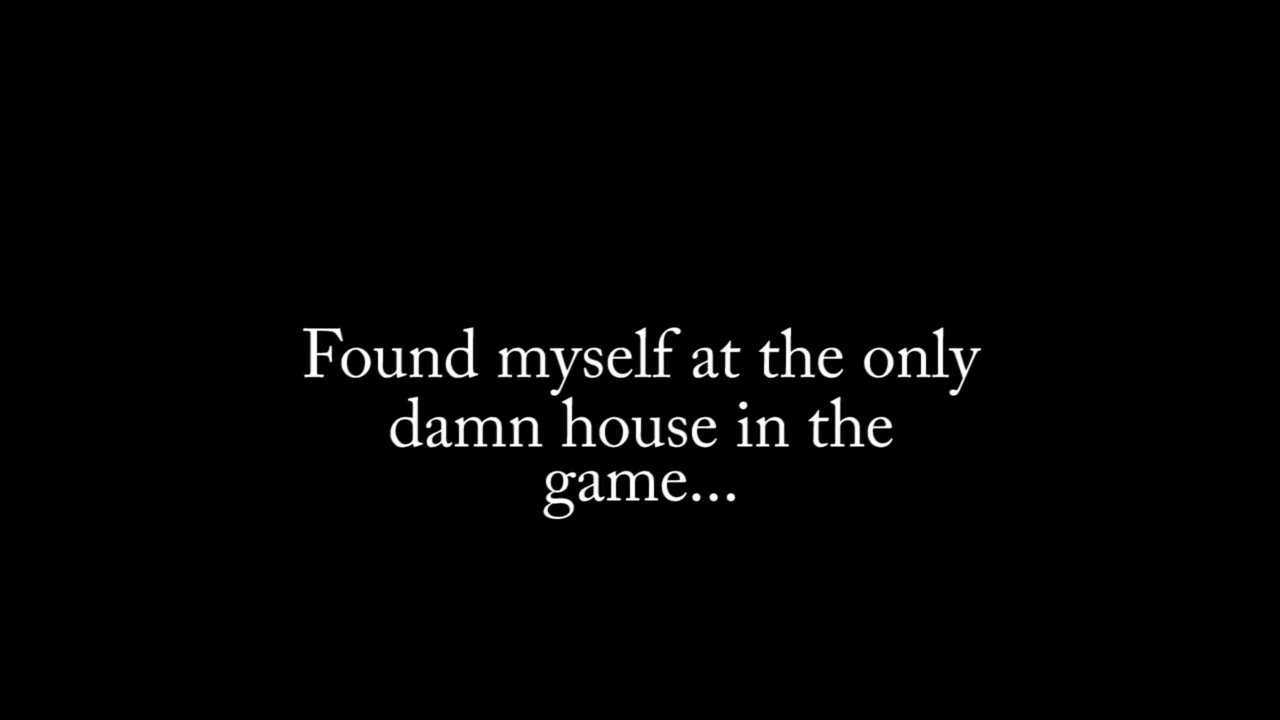 Found myself at the only
damn house in the
game...